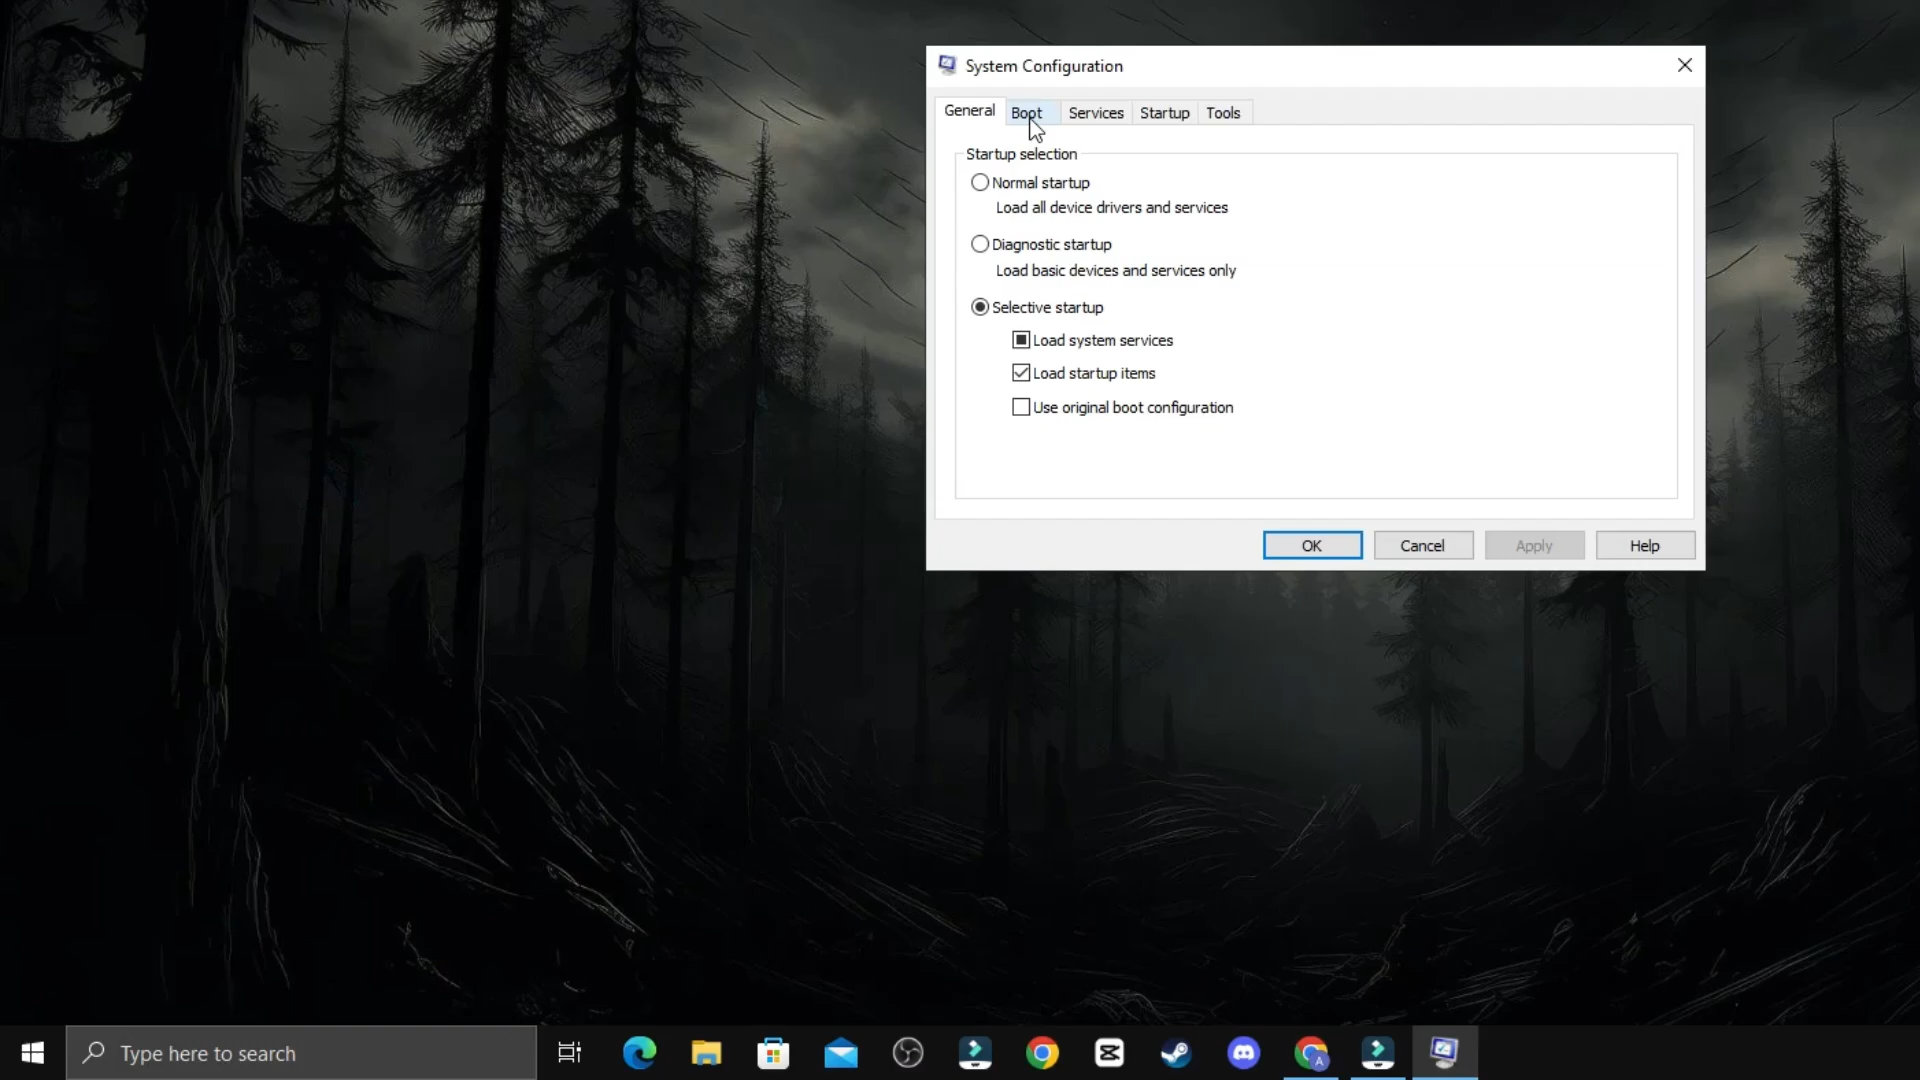 System Configuration
General Boot Services Startup Tools
Startup selection
Normal startup
Load all device drivers and services
Diagnostic startup
Load basic devices and services only
Selective startup
Load system services
Load startup items
Use original boot configuration
OK Cancel Apply Help
Type here to search